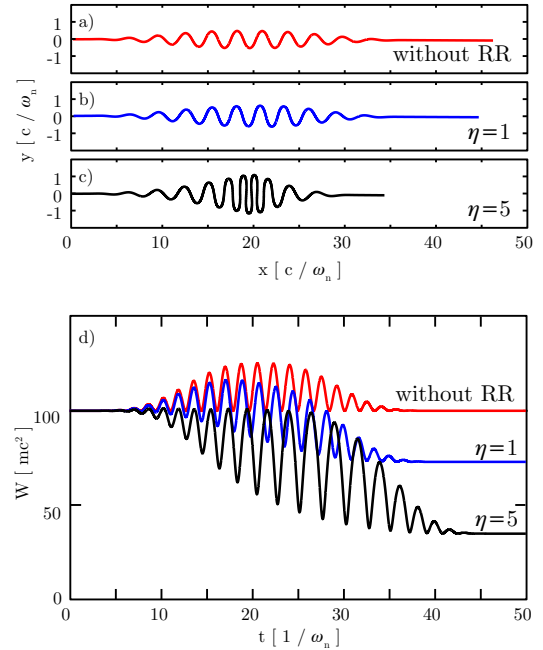 a)
1
0
-1
without RR
b)
1
0
-1
η=1
y [ c / ωn ]
c)
1
0
-1
η=5
0 10 20 30 40 50
x [ c / ωn ]
d)
without RR
100
η=1
W [ mc² ]
η=5
50
0
0 10 20 30 40 50
t [ 1 / ωn ]